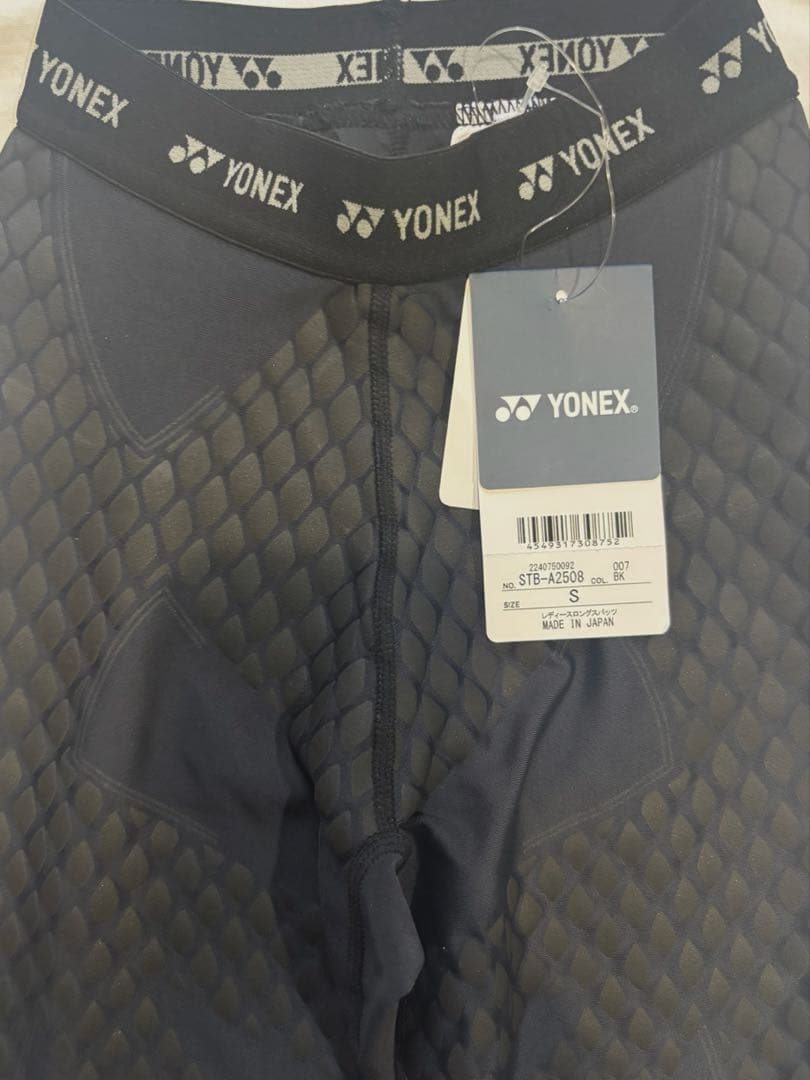 YONEX
YONEX
YONEX
YONEX
YONEX
YONEX®
4549317308752
2240750092 007
NO. STB-A2508 COL. BK
SIZE S
レディースロングスパッツ
MADE IN JAPAN